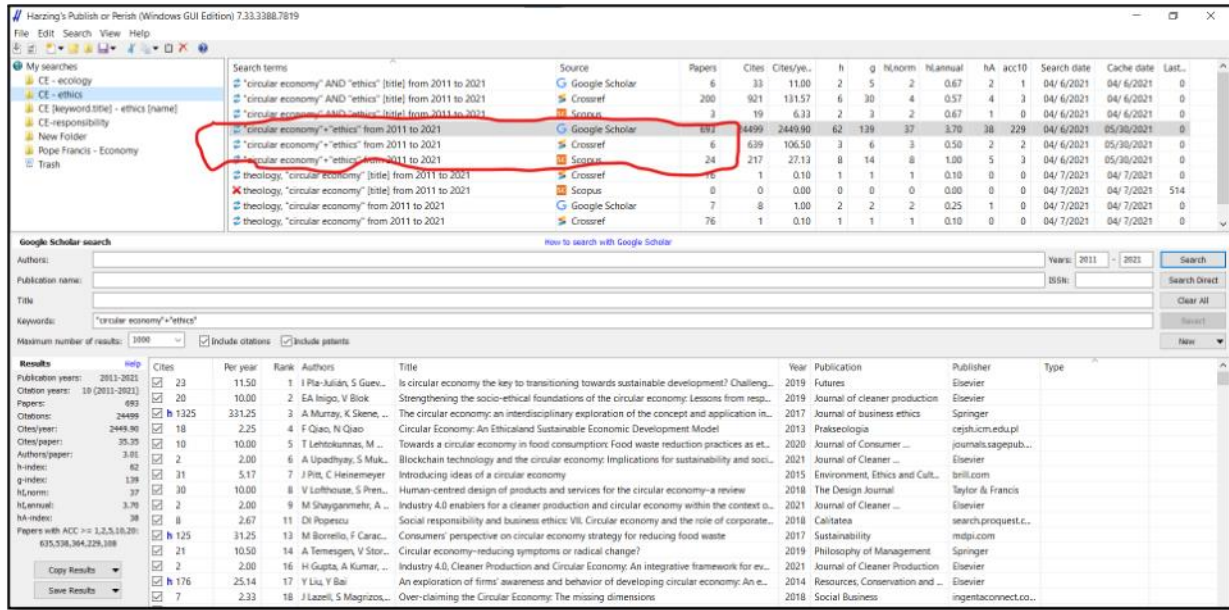 Harzing's Publish or Perish (Windows GUI Edition) 7.33.3388.7819
File Edit Search View Help
My searches
CE - ecology
CE - ethics
CE [keyword.title] - ethics [name]
CE-responsibility
New Folder
Pope Francis - Economy
Trash
Search terms Source Papers Cites Cites/ye... h g hI,norm hI,annual hA acc10 Search date Cache date Last...
"circular economy" AND "ethics" [title] from 2011 to 2021 Google Scholar 6 33 11.00 2 5 2 0.67 2 1 04/ 6/2021 04/ 6/2021 0
"circular economy" AND "ethics" [title] from 2011 to 2021 Crossref 200 921 131.57 6 30 4 0.57 4 3 04/ 6/2021 04/ 6/2021 0
"circular economy" AND "ethics" [title] from 2011 to 2021 Scopus 3 19 6.33 2 3 2 0.67 1 0 04/ 6/2021 04/ 6/2021 0
"circular economy"+"ethics" from 2011 to 2021 Google Scholar 693 24499 2449.90 62 139 37 3.70 38 229 04/ 6/2021 05/30/2021 0
"circular economy"+"ethics" from 2011 to 2021 Crossref 6 639 106.50 3 6 3 0.50 2 2 04/ 6/2021 05/30/2021 0
"circular economy"+"ethics" from 2011 to 2021 Scopus 24 217 27.13 8 14 8 1.00 5 3 04/ 6/2021 05/30/2021 0
theology, "circular economy" [title] from 2011 to 2021 Crossref 76 1 0.10 1 1 1 0.10 0 0 04/ 7/2021 04/ 7/2021 0
theology, "circular economy" [title] from 2011 to 2021 Scopus 0 0 0.00 0 0 0 0.00 0 0 04/ 7/2021 04/ 7/2021 514
theology, "circular economy" from 2011 to 2021 Google Scholar 7 8 1.00 2 2 2 0.25 1 0 04/ 7/2021 04/ 7/2021 0
theology, "circular economy" from 2011 to 2021 Crossref 76 1 0.10 1 1 1 0.10 0 0 04/ 7/2021 04/ 7/2021 0
Google Scholar search How to search with Google Scholar
Authors: Years: 2011 - 2021 Search
Publication name: ISSN: Search Direct
Title Clear All
Keywords: "circular economy"+"ethics" Revert
Maximum number of results: 1000 Include citations Include patents New
Results Help
Publication years: 2011-2021
Citation years: 10 (2011-2021)
Papers: 693
Citations: 24499
Cites/year: 2449.90
Cites/paper: 35.35
Authors/paper: 3.01
h-index: 62
g-index: 139
hI,norm: 37
hI,annual: 3.70
hA-index: 38
Papers with ACC >= 1,2,5,10,20:
635,538,364,229,108
Copy Results
Save Results
Cites Per year Rank Authors Title Year Publication Publisher Type
23 11.50 1 I Pla-Julián, S Guev... Is circular economy the key to transitioning towards sustainable development? Challeng... 2019 Futures Elsevier
20 10.00 2 EA Inigo, V Blok Strengthening the socio-ethical foundations of the circular economy: Lessons from resp... 2019 Journal of cleaner production Elsevier
h 1325 331.25 3 A Murray, K Skene, ... The circular economy: an interdisciplinary exploration of the concept and application in... 2017 Journal of business ethics Springer
18 2.25 4 F Qiao, N Qiao Circular Economy: An Ethicaland Sustainable Economic Development Model 2013 Prakseologia cejsh.icm.edu.pl
10 10.00 5 T Lehtokunnas, M ... Towards a circular economy in food consumption: Food waste reduction practices as et... 2020 Journal of Consumer ... journals.sagepub...
2 2.00 6 A Upadhyay, S Muk... Blockchain technology and the circular economy: Implications for sustainability and soci... 2021 Journal of Cleaner ... Elsevier
31 5.17 7 J Pitt, C Heinemeyer Introducing ideas of a circular economy 2015 Environment, Ethics and Cult... brill.com
30 10.00 8 V Lofthouse, S Pren... Human-centred design of products and services for the circular economy–a review 2018 The Design Journal Taylor & Francis
2 2.00 9 M Shayganmehr, A ... Industry 4.0 enablers for a cleaner production and circular economy within the context o... 2021 Journal of Cleaner ... Elsevier
8 2.67 11 DI Popescu Social responsibility and business ethics: VII. Circular economy and the role of corporate... 2018 Calitatea search.proquest.c...
h 125 31.25 13 M Borrello, F Carac... Consumers' perspective on circular economy strategy for reducing food waste 2017 Sustainability mdpi.com
21 10.50 14 A Temesgen, V Stor... Circular economy–reducing symptoms or radical change? 2019 Philosophy of Management Springer
2 2.00 16 H Gupta, A Kumar, ... Industry 4.0, Cleaner Production and Circular Economy: An integrative framework for ev... 2021 Journal of Cleaner Production Elsevier
h 176 25.14 17 Y Liu, Y Bai An exploration of firms' awareness and behavior of developing circular economy: An e... 2014 Resources, Conservation and ... Elsevier
7 2.33 18 J Lazell, S Magrizos,... Over-claiming the Circular Economy: The missing dimensions 2018 Social Business ingentaconnect.co...